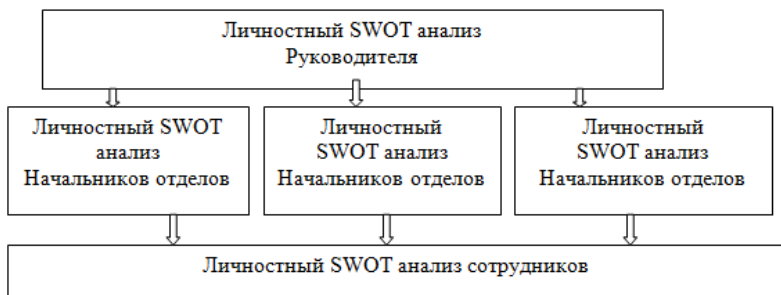 Личностный SWOT анализ
Руководителя
Личностный SWOT
анализ
Начальников отделов
Личностный
SWOT анализ
Начальников отделов
Личностный
SWOT анализ
Начальников отделов
Личностный SWOT анализ сотрудников